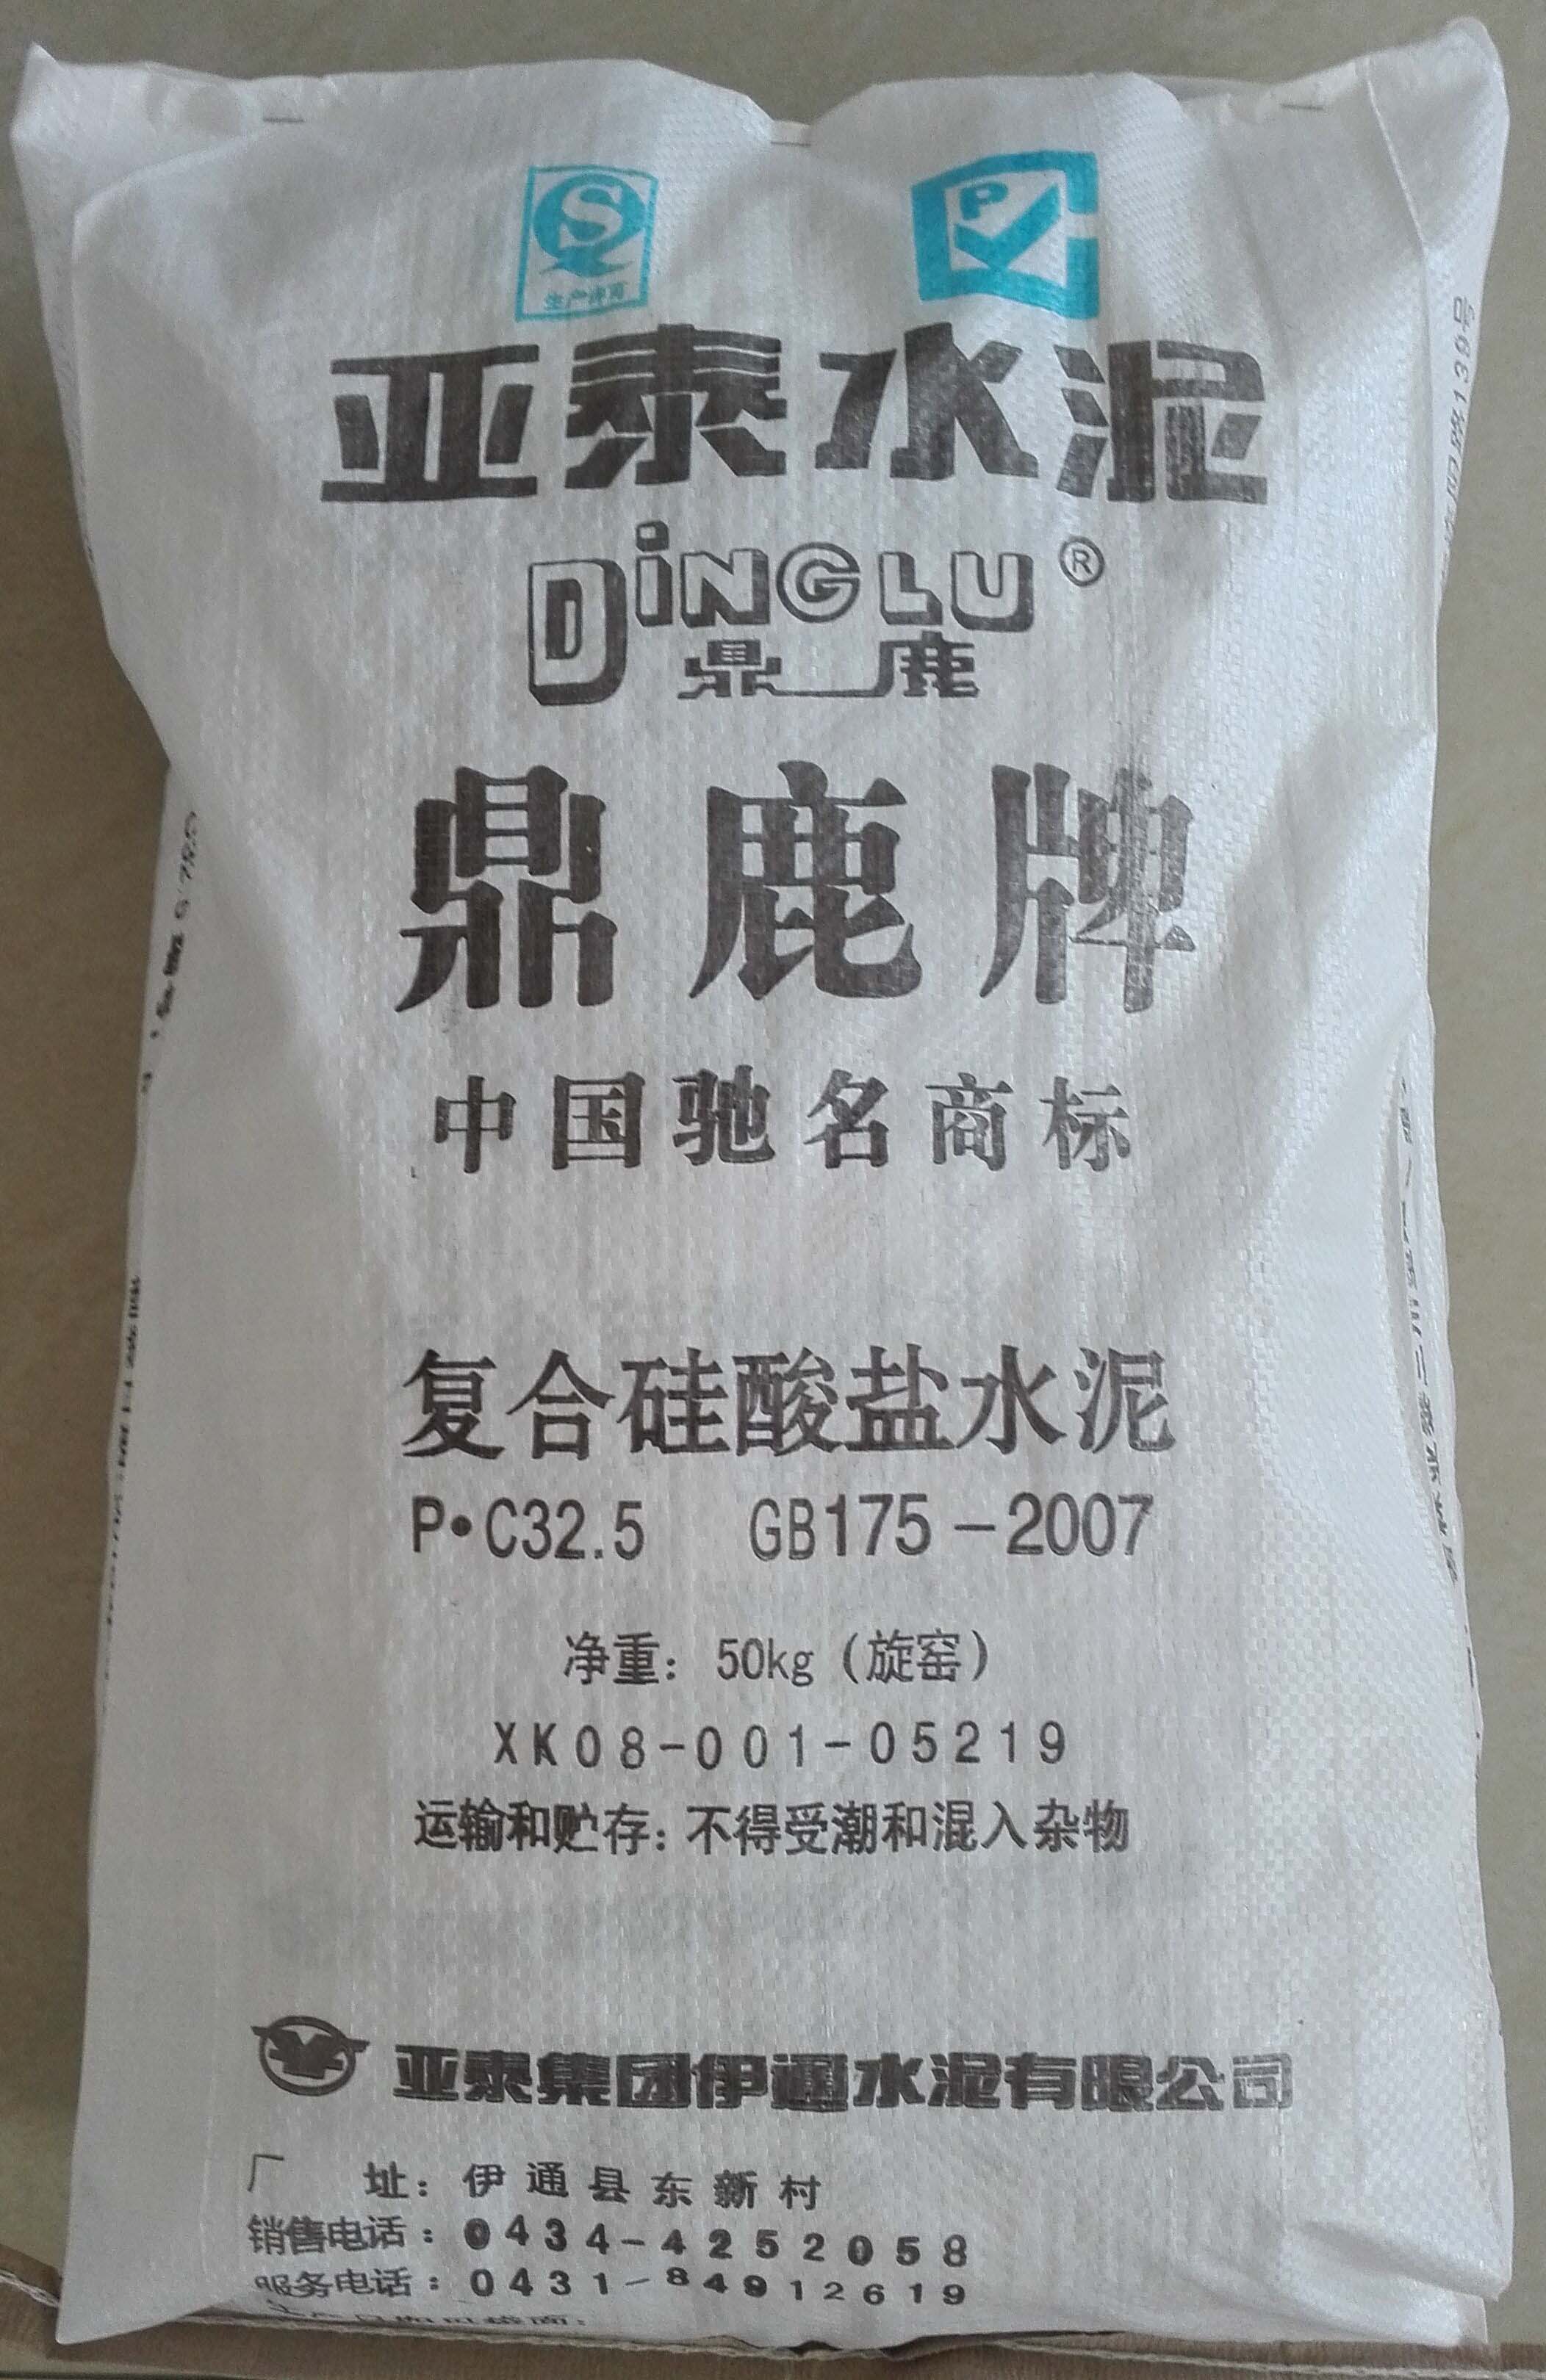 生产许可
P
亚泰水泥
DiNGLU®
鼎鹿
鼎鹿牌
中国驰名商标
复合硅酸盐水泥
P•C32.5 GB175-2007
净重：50kg（旋窑）
XK08-001-05219
运输和贮存：不得受潮和混入杂物
亚泰集团伊通水泥有限公司
厂 址：伊通县东新村
销售电话：0434-4252058
服务电话：0431-84912619
139号